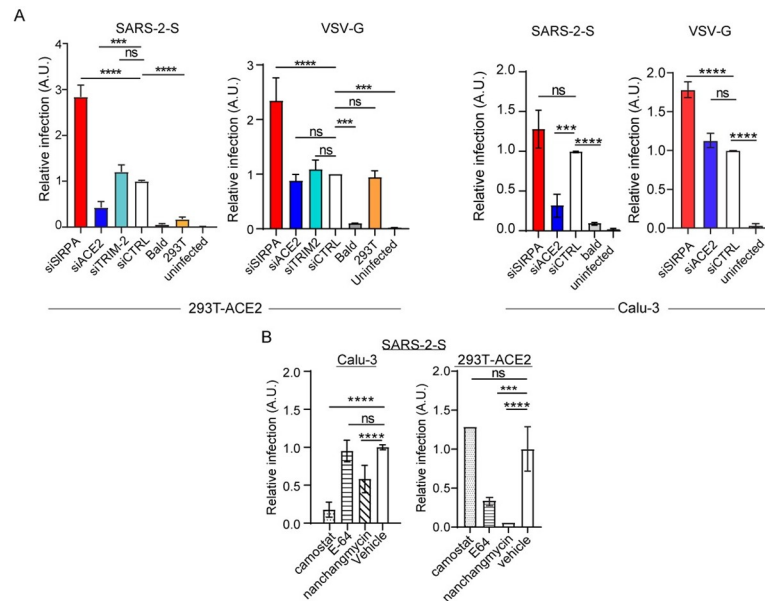 A
SARS-2-S
VSV-G
SARS-2-S
VSV-G
Relative infection (A.U.)
4
3
2
1
0
****
***
ns
****
siSIRPA
siACE2
siTRIM-2
siCTRL
Bald
293T
uninfected
Relative infection (A.U.)
3
2
1
0
****
***
***
ns
ns
siSIRPA
siACE2
siTRIM2
siCTRL
Bald
293T
Uninfected
293T-ACE2
Relative infection (A.U.)
2.0
1.5
1.0
0.5
0.0
ns
***
****
siSIRPA
siACE2
siCTRL
bald
uninfected
Relative infection (A.U.)
2.0
1.5
1.0
0.5
0.0
****
ns
****
siSIRPA
siACE2
siCTRL
uninfected
Calu-3
B
SARS-2-S
Calu-3
293T-ACE2
Relative infection (A.U.)
2.0
1.5
1.0
0.5
0.0
****
ns
****
camostat
E-64
nanchangmycin
Vehicle
Relative infection (A.U.)
2.0
1.5
1.0
0.5
0.0
ns
***
****
camostat
E64
nanchangmycin
vehicle